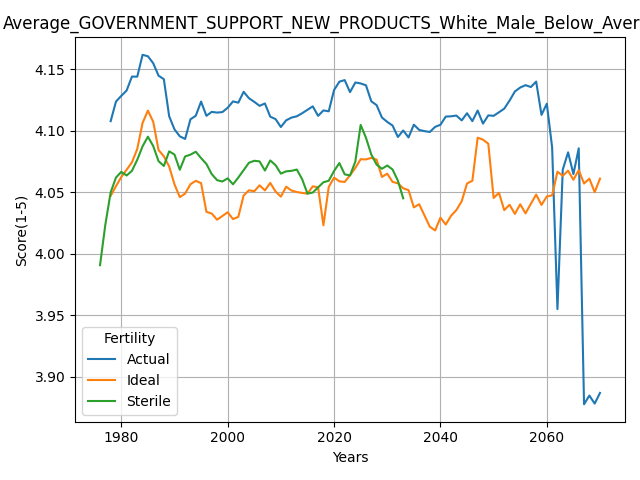 Average_GOVERNMENT_SUPPORT_NEW_PRODUCTS_White_Male_Below_Aver
4.15
4.10
4.05
4.00
3.95
3.90
Score(1-5)
Fertility
Actual
Ideal
Sterile
1980 2000 2020 2040 2060
Years